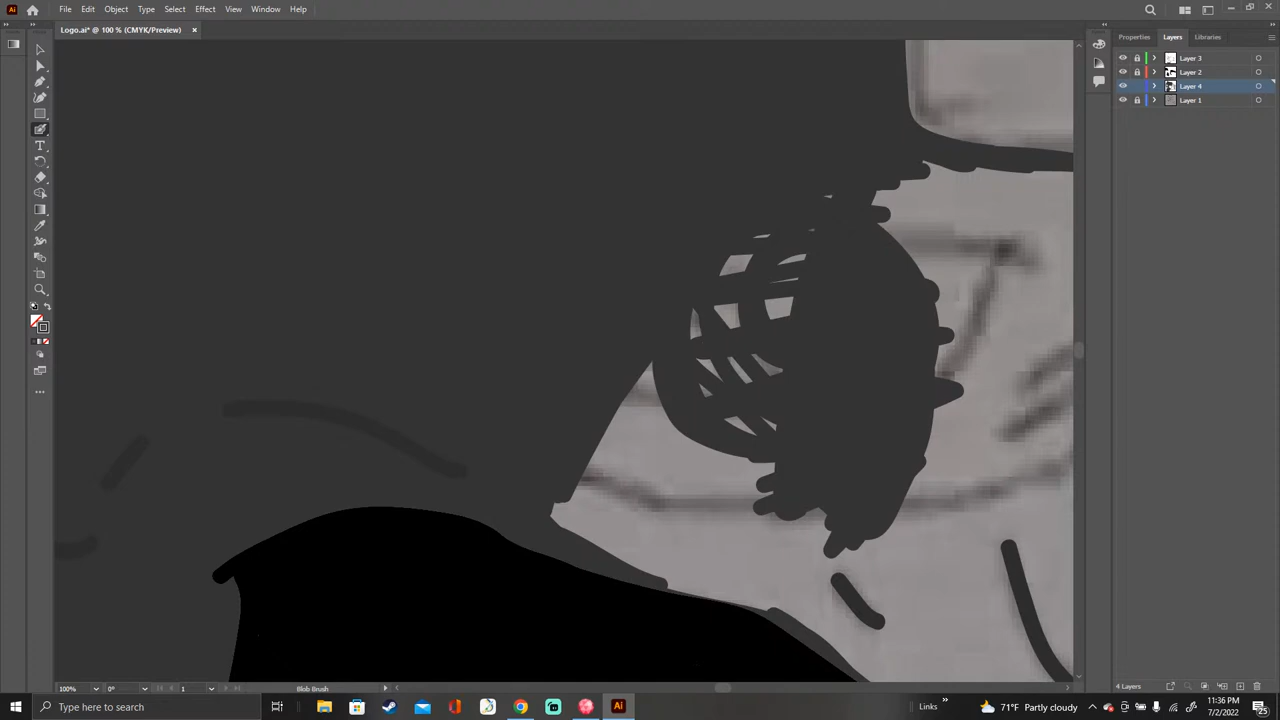 File Edit Object Type Select Effect View Window Help
Logo.ai* @ 100 % (CMYK/Preview)
Properties Layers Libraries
Layer 3
Layer 2
Layer 4
Layer 1
100% 0° 1 Blob Brush
4 Layers
Type here to search
Links
71°F Partly cloudy
11:36 PM
7/2/2022